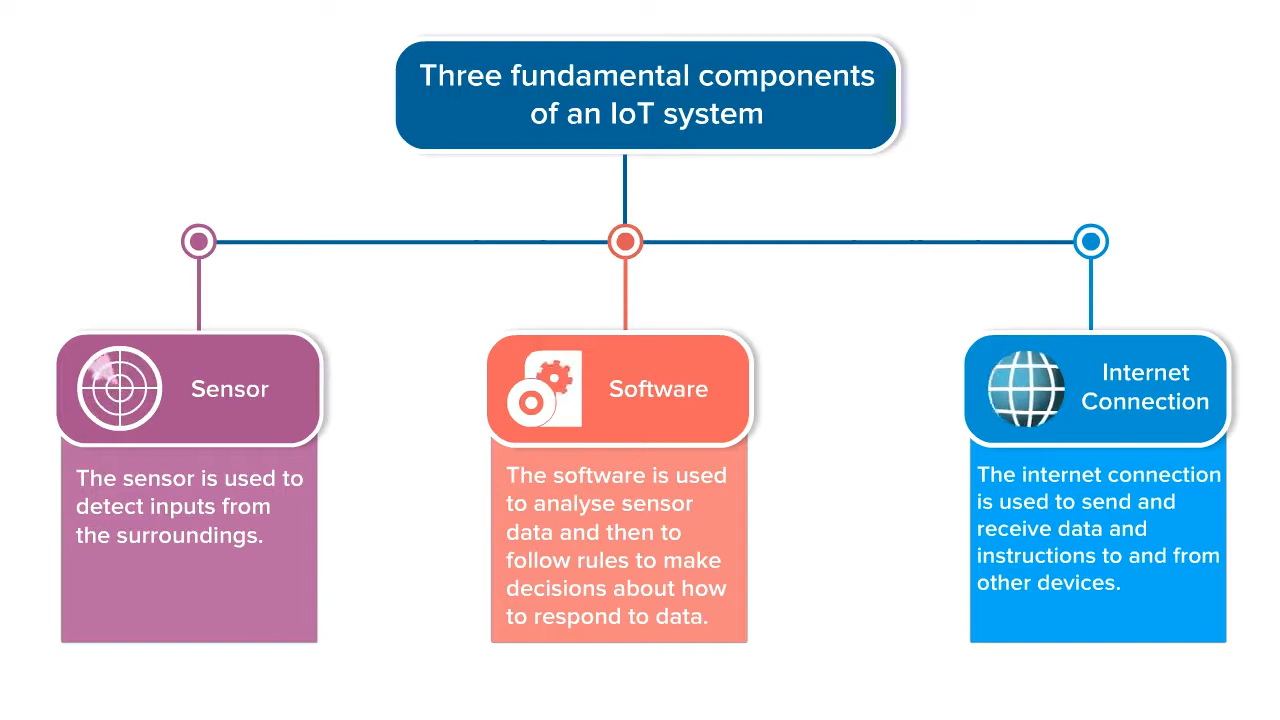 Three fundamental components
of an IoT system
Sensor
The sensor is used to
detect inputs from
the surroundings.
Software
The software is used
to analyse sensor
data and then to
follow rules to make
decisions about how
to respond to data.
Internet
Connection
The internet connection
is used to send and
receive data and
instructions to and from
other devices.